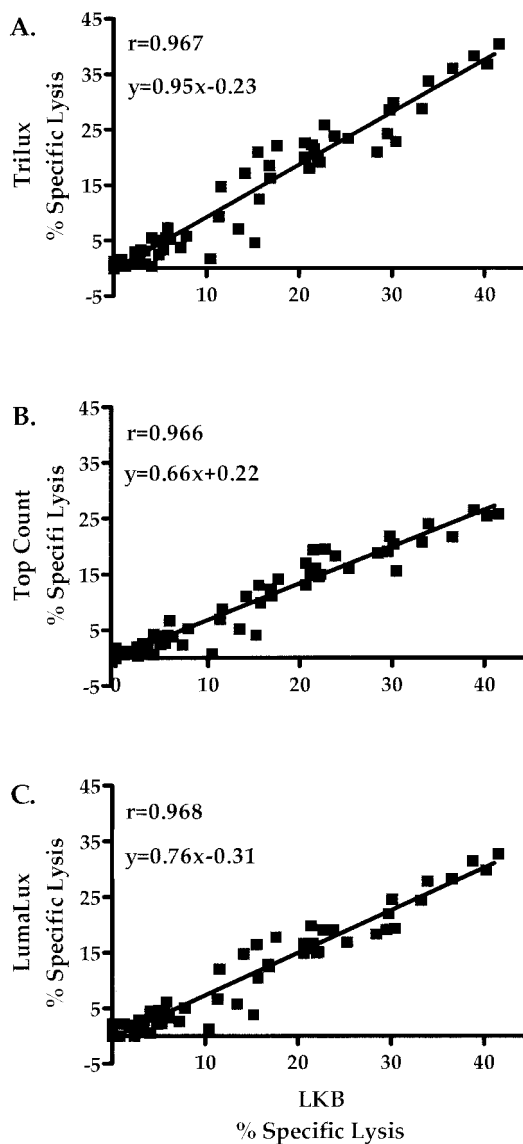 A.
r=0.967
y=0.95x-0.23
Trilux
% Specific Lysis
45
35
25
15
5
-5
10
20
30
40
B.
r=0.966
y=0.66x+0.22
Top Count
% Specifi Lysis
45
35
25
15
5
-5
0
10
20
30
40
C.
r=0.968
y=0.76x-0.31
LumaLux
% Specific Lysis
45
35
25
15
5
-5
10
20
30
40
LKB
% Specific Lysis